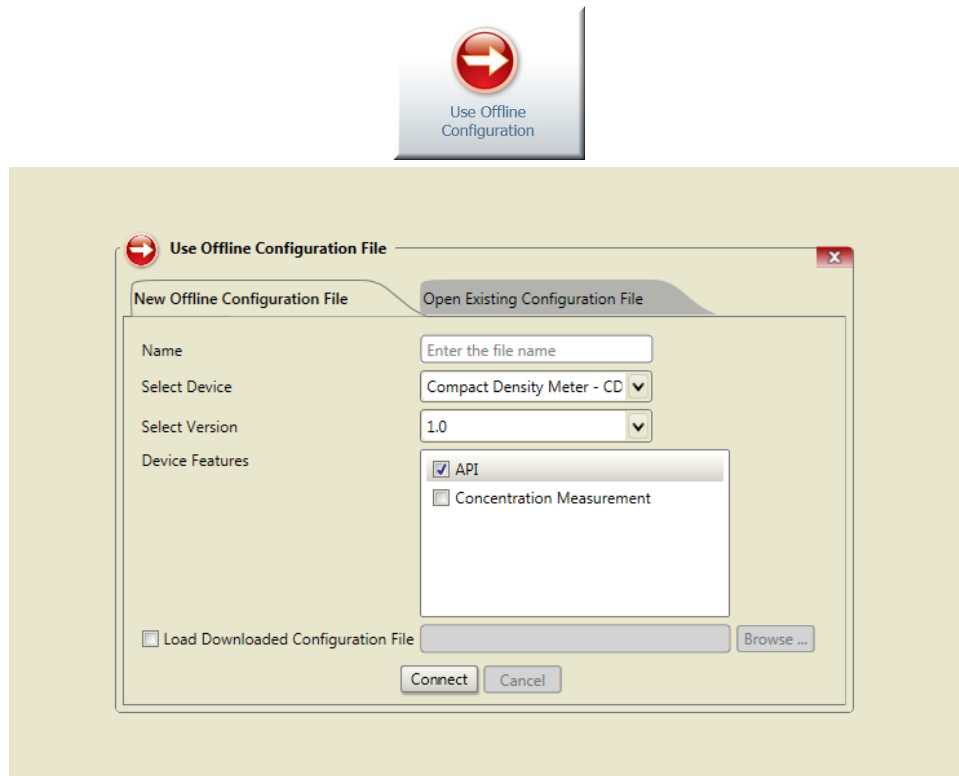 Use Offline
Configuration
Use Offline Configuration File
X
New Offline Configuration File
Open Existing Configuration File
Name
Enter the file name
Select Device
Compact Density Meter - CD
Select Version
1.0
Device Features
API
Concentration Measurement
Load Downloaded Configuration File
Browse ...
Connect
Cancel